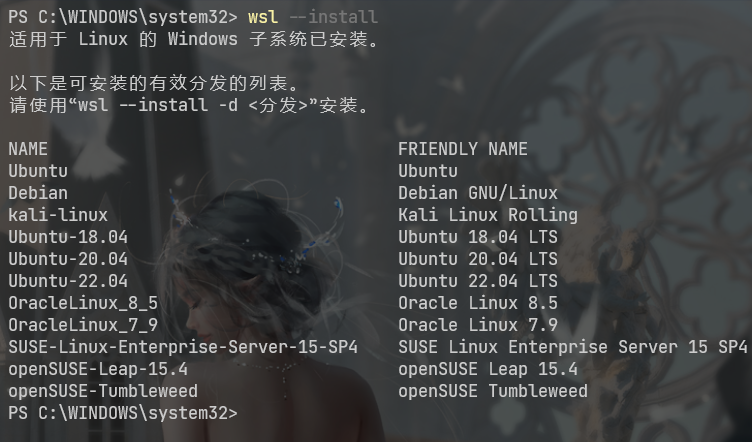 PS C:\WINDOWS\system32> wsl --install
适用于 Linux 的 Windows 子系统已安装。
以下是可安装的有效分发的列表。
请使用“wsl --install -d <分发>”安装。
NAME FRIENDLY NAME
Ubuntu Ubuntu
Debian Debian GNU/Linux
kali-linux Kali Linux Rolling
Ubuntu-18.04 Ubuntu 18.04 LTS
Ubuntu-20.04 Ubuntu 20.04 LTS
Ubuntu-22.04 Ubuntu 22.04 LTS
OracleLinux_8_5 Oracle Linux 8.5
OracleLinux_7_9 Oracle Linux 7.9
SUSE-Linux-Enterprise-Server-15-SP4 SUSE Linux Enterprise Server 15 SP4
openSUSE-Leap-15.4 openSUSE Leap 15.4
openSUSE-Tumbleweed openSUSE Tumbleweed
PS C:\WINDOWS\system32>